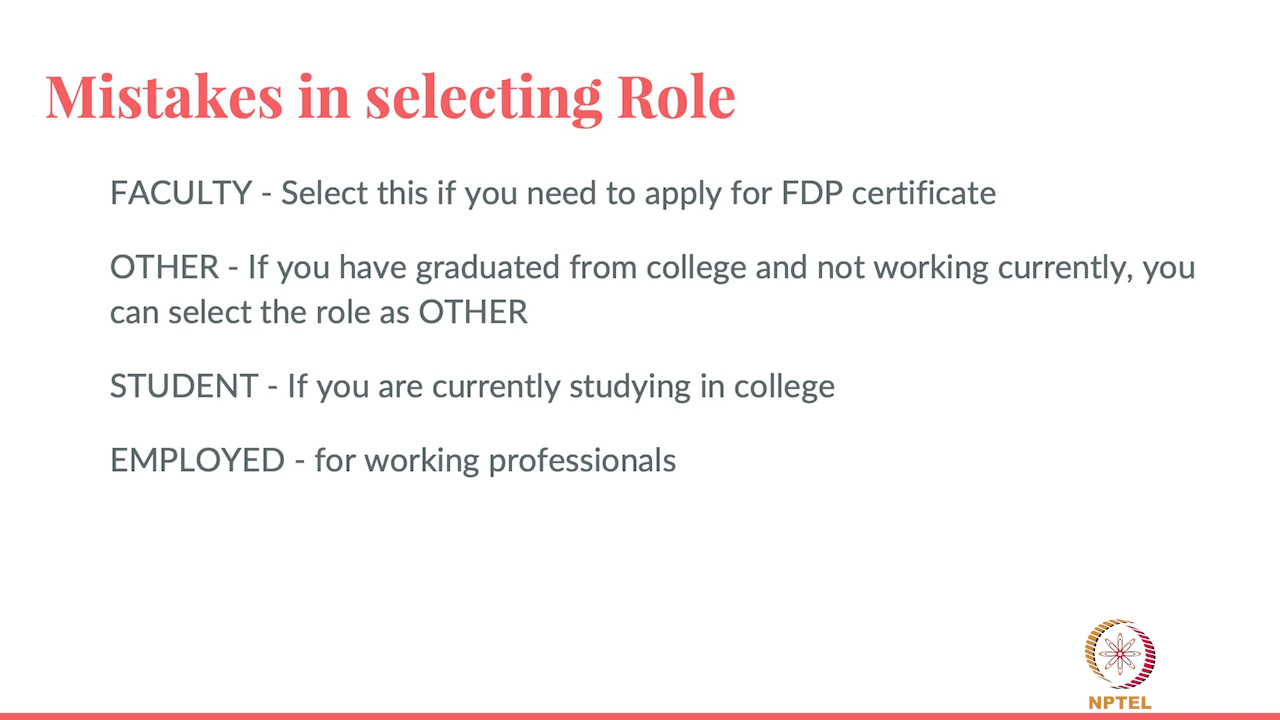 Mistakes in selecting Role
FACULTY - Select this if you need to apply for FDP certificate
OTHER - If you have graduated from college and not working currently, you
can select the role as OTHER
STUDENT - If you are currently studying in college
EMPLOYED - for working professionals
NPTEL